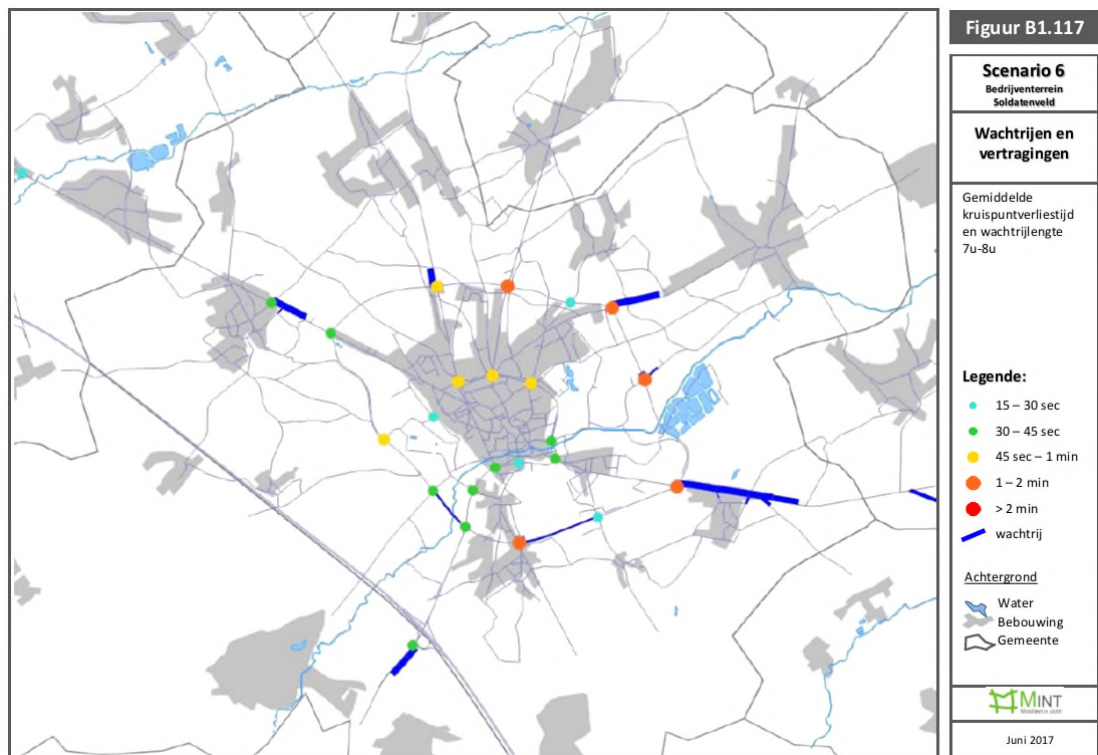 Figuur B1.117
Scenario 6
Bedrijventerrein
Soldatenveld
Wachtrijen en
vertragingen
Gemiddelde
kruispuntverliestijd
en wachtrijlengte
7u-8u
Legende:
15 – 30 sec
30 – 45 sec
45 sec – 1 min
1 – 2 min
> 2 min
wachtrij
Achtergrond
Water
Bebouwing
Gemeente
MINT
Juni 2017